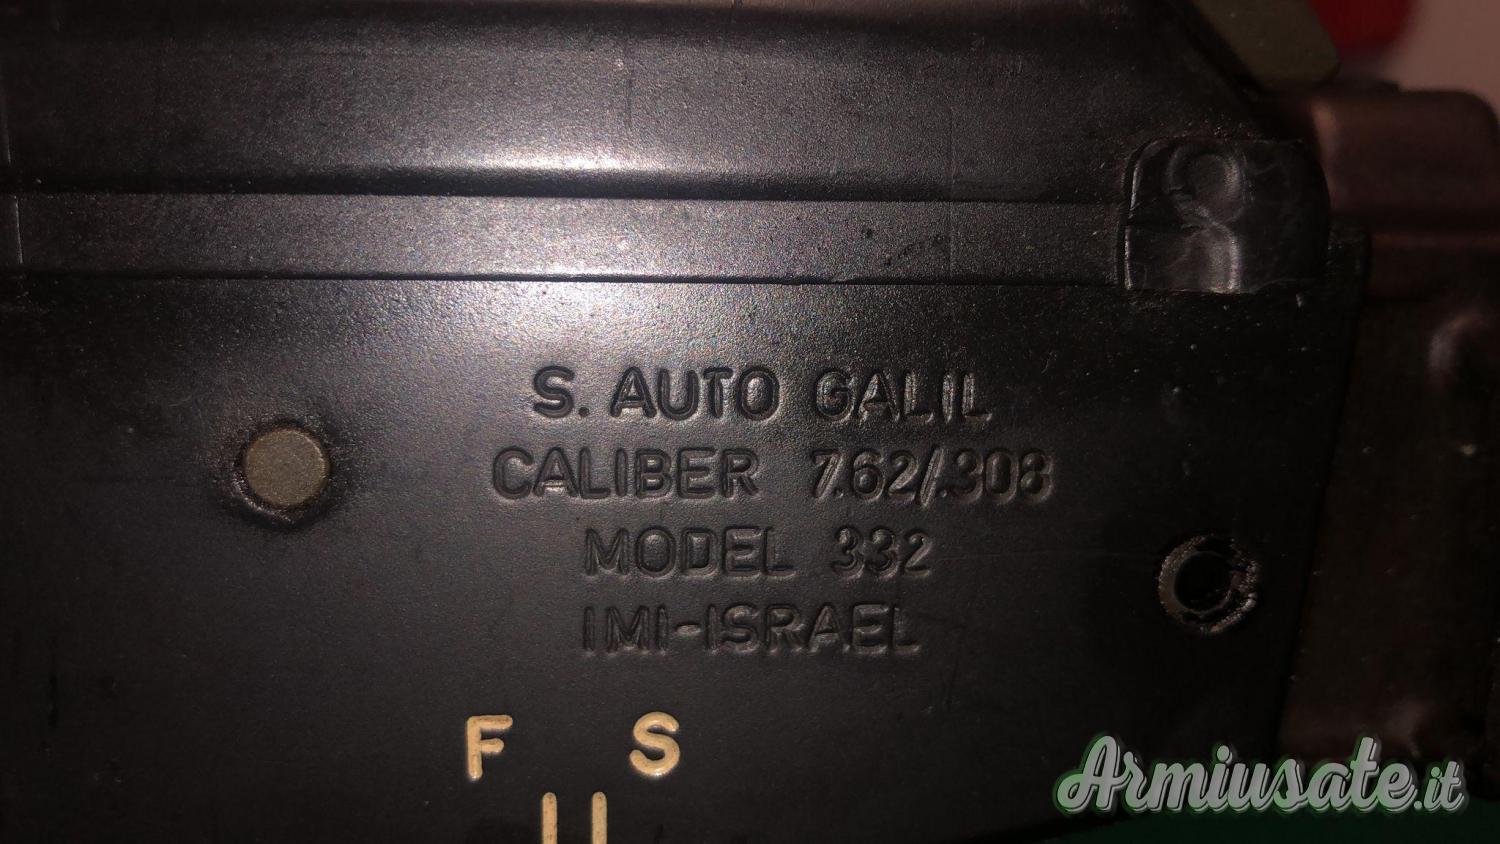 S. AUTO GALIL
CALIBER 7.62/.308
MODEL 332
IMI-ISRAEL
F S
Armiusate.it